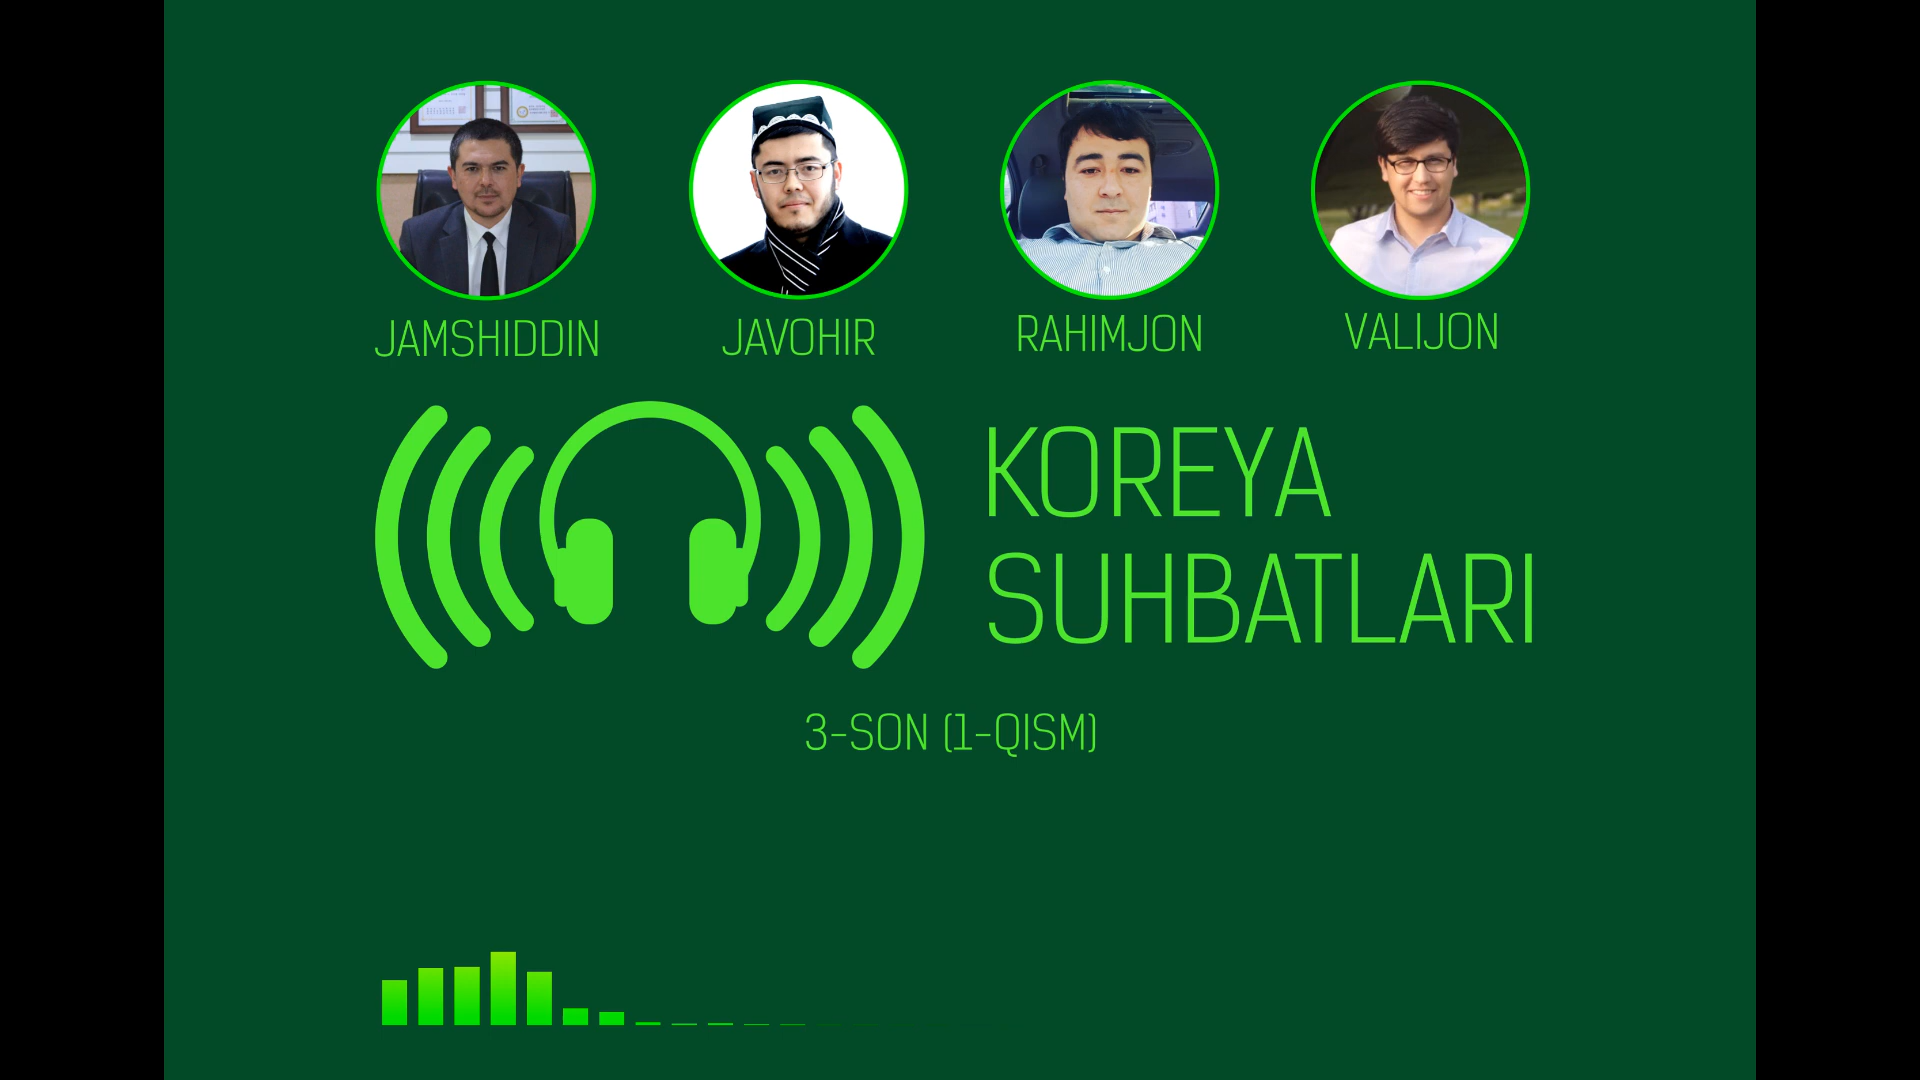 JAMSHIDDIN
JAVOHIR
RAHIMJON
VALIJON
KOREYA
SUHBATLARI
3-SON (1-QISM)